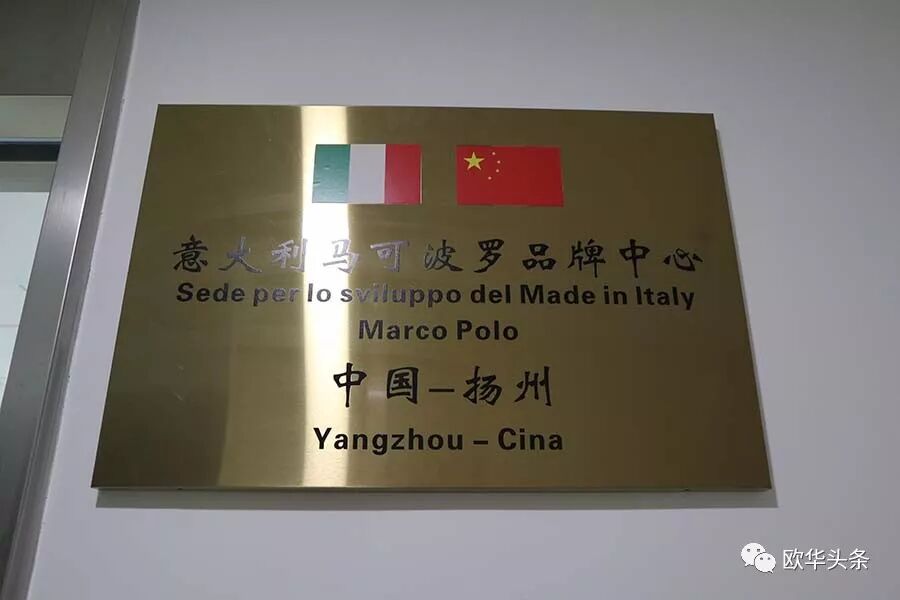 意大利马可波罗品牌中心
Sede per lo sviluppo del Made in Italy
Marco Polo
中国–扬州
Yangzhou – Cina
欧华头条